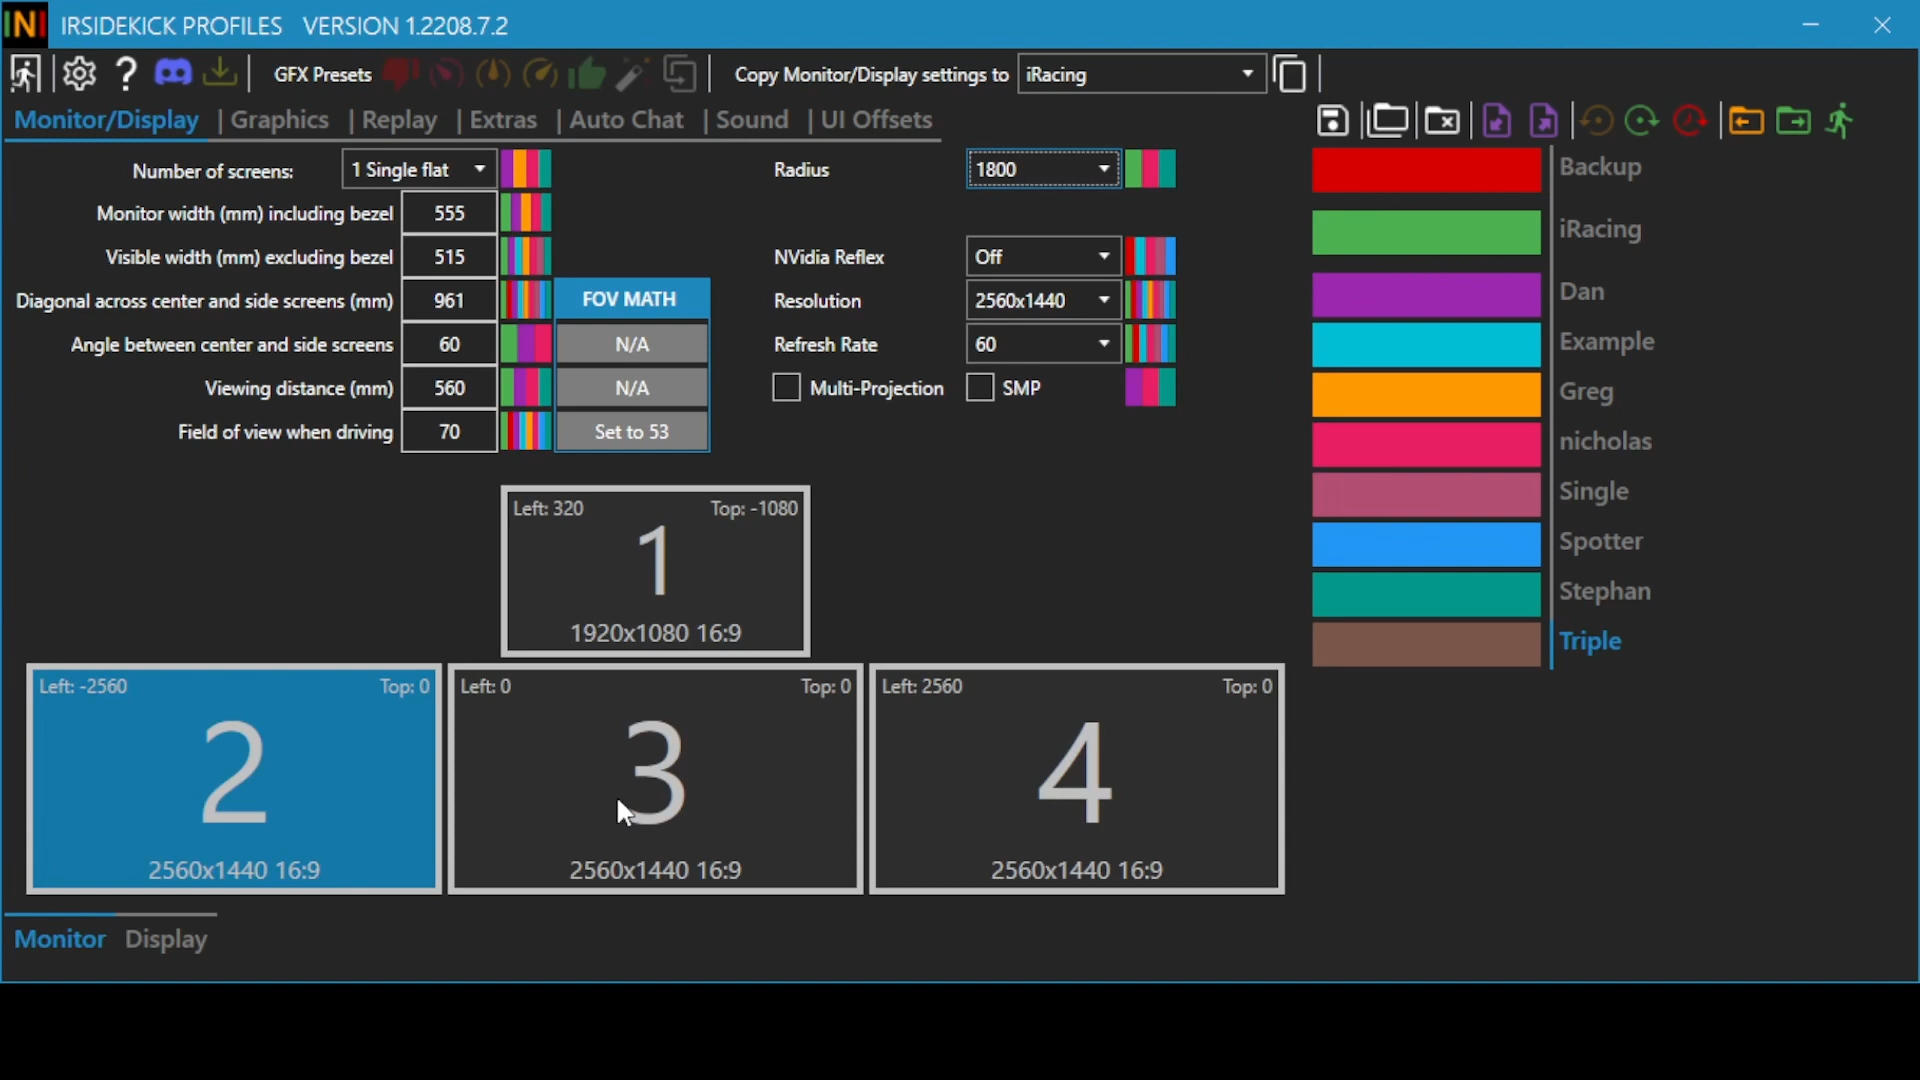 IRSIDEKICK PROFILES VERSION 1.2208.7.2
GFX Presets
Copy Monitor/Display settings to iRacing
Monitor/Display | Graphics | Replay | Extras | Auto Chat | Sound | UI Offsets
Number of screens: 1 Single flat
Monitor width (mm) including bezel 555
Visible width (mm) excluding bezel 515
Diagonal across center and side screens (mm) 961 FOV MATH
Angle between center and side screens 60 N/A
Viewing distance (mm) 560 N/A
Field of view when driving 70 Set to 53
Radius 1800
NVidia Reflex Off
Resolution 2560x1440
Refresh Rate 60
Multi-Projection SMP
Backup
iRacing
Dan
Example
Greg
nicholas
Single
Spotter
Stephan
Triple
Left: 320 Top: -1080
1
1920x1080 16:9
Left: -2560 Top: 0
2
2560x1440 16:9
Left: 0 Top: 0
3
2560x1440 16:9
Left: 2560 Top: 0
4
2560x1440 16:9
Monitor Display